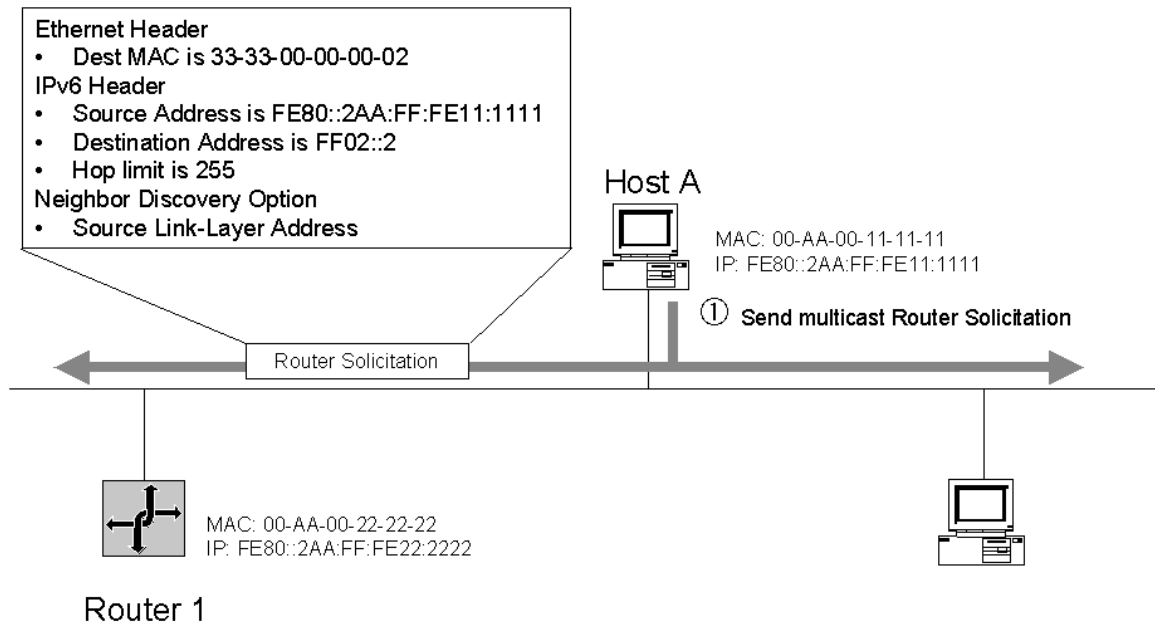 Ethernet Header
• Dest MAC is 33-33-00-00-00-02
IPv6 Header
• Source Address is FE80::2AA:FF:FE11:1111
• Destination Address is FF02::2
• Hop limit is 255
Neighbor Discovery Option
• Source Link-Layer Address
Host A
MAC: 00-AA-00-11-11-11
IP: FE80::2AA:FF:FE11:1111
① Send multicast Router Solicitation
Router Solicitation
MAC: 00-AA-00-22-22-22
IP: FE80::2AA:FF:FE22:2222
Router 1